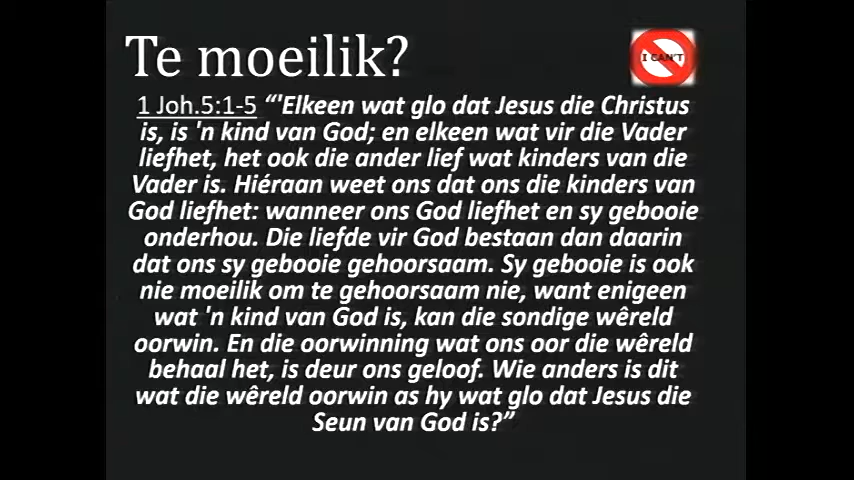 Te moeilik?
I CAN'T
1 Joh.5:1-5 “'Elkeen wat glo dat Jesus die Christus
is, is 'n kind van God; en elkeen wat vir die Vader
liefhet, het ook die ander lief wat kinders van die
Vader is. Hiéraan weet ons dat ons die kinders van
God liefhet: wanneer ons God liefhet en sy gebooie
onderhou. Die liefde vir God bestaan dan daarin
dat ons sy gebooie gehoorsaam. Sy gebooie is ook
nie moeilik om te gehoorsaam nie, want enigeen
wat 'n kind van God is, kan die sondige wêreld
oorwin. En die oorwinning wat ons oor die wêreld
behaal het, is deur ons geloof. Wie anders is dit
wat die wêreld oorwin as hy wat glo dat Jesus die
Seun van God is?”